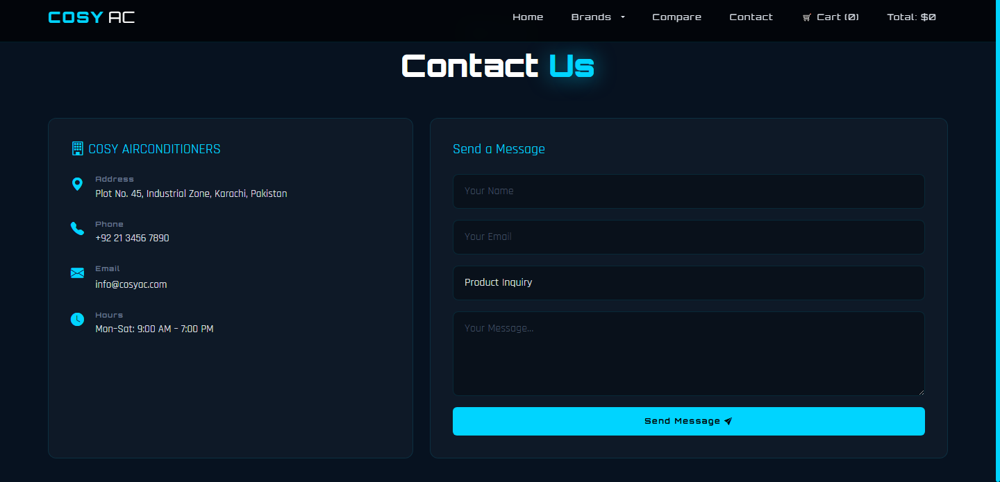 COSY AC
Home Brands Compare Contact Cart (0) Total: $0
Contact Us
COSY AIRCONDITIONERS
Address
Plot No. 45, Industrial Zone, Karachi, Pakistan
Phone
+92 21 3456 7890
Email
info@cosyac.com
Hours
Mon–Sat: 9:00 AM – 7:00 PM
Send a Message
Your Name
Your Email
Product Inquiry
Your Message...
Send Message